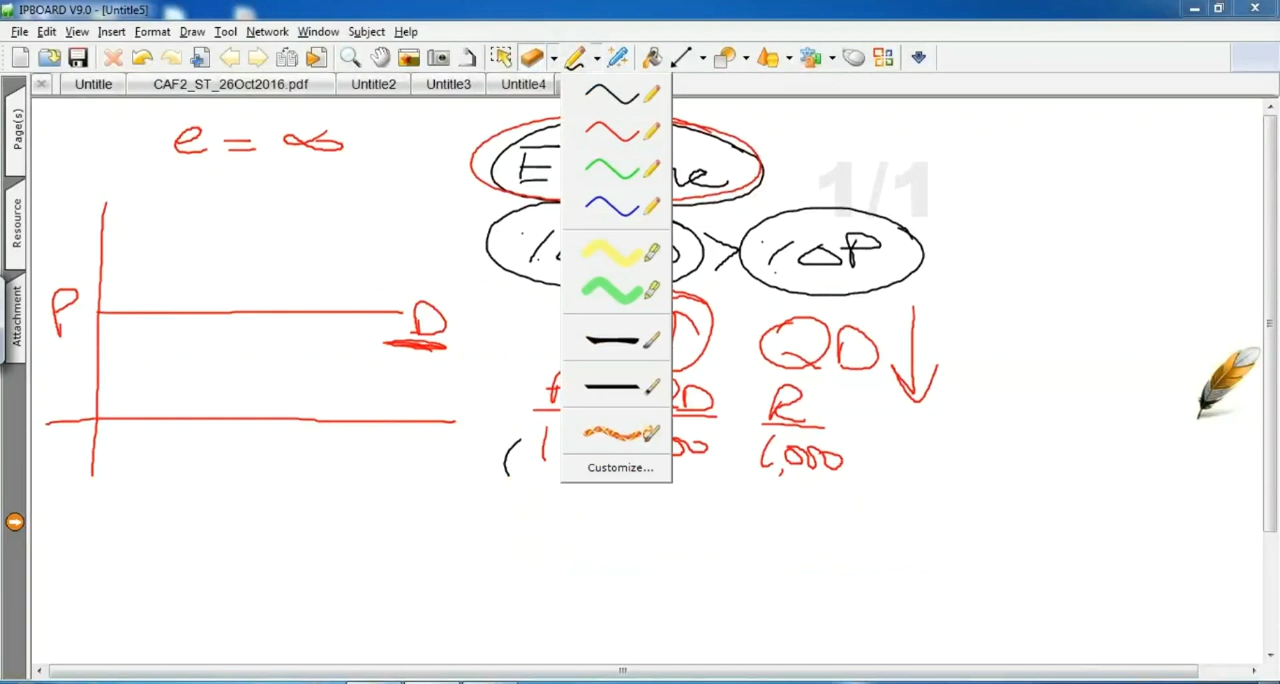 IPBOARD V9.0 - [Untitle5]
File Edit View Insert Format Draw Tool Network Window Subject Help
Untitle CAF2_ST_26Oct2016.pdf Untitle2 Untitle3 Untitle4
Page(s)
Resource
Attachment
e = ∞
1/1
> %ΔP
P
D
QD ↓
R
1,000
Customize...